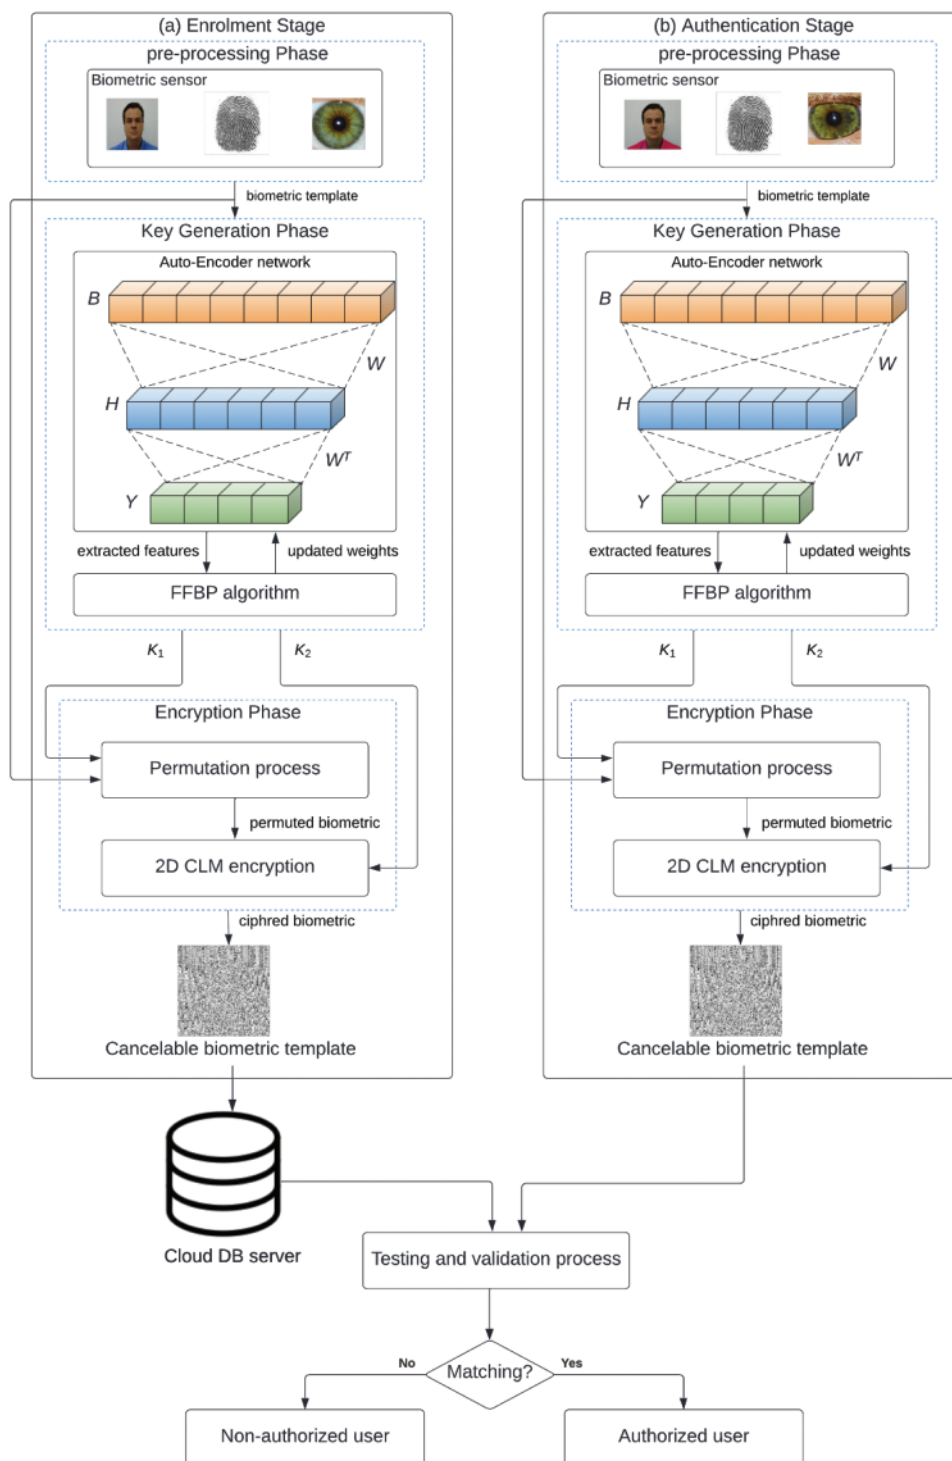 (a) Enrolment Stage
pre-processing Phase
Biometric sensor
biometric template
Key Generation Phase
Auto-Encoder network
B
W
H
Wᵀ
Y
extracted features
updated weights
FFBP algorithm
K₁
K₂
Encryption Phase
Permutation process
permuted biometric
2D CLM encryption
ciphred biometric
Cancelable biometric template
Cloud DB server
(b) Authentication Stage
pre-processing Phase
Biometric sensor
biometric template
Key Generation Phase
Auto-Encoder network
B
W
H
Wᵀ
Y
extracted features
updated weights
FFBP algorithm
K₁
K₂
Encryption Phase
Permutation process
permuted biometric
2D CLM encryption
ciphred biometric
Cancelable biometric template
Testing and validation process
Matching?
No
Yes
Non-authorized user
Authorized user